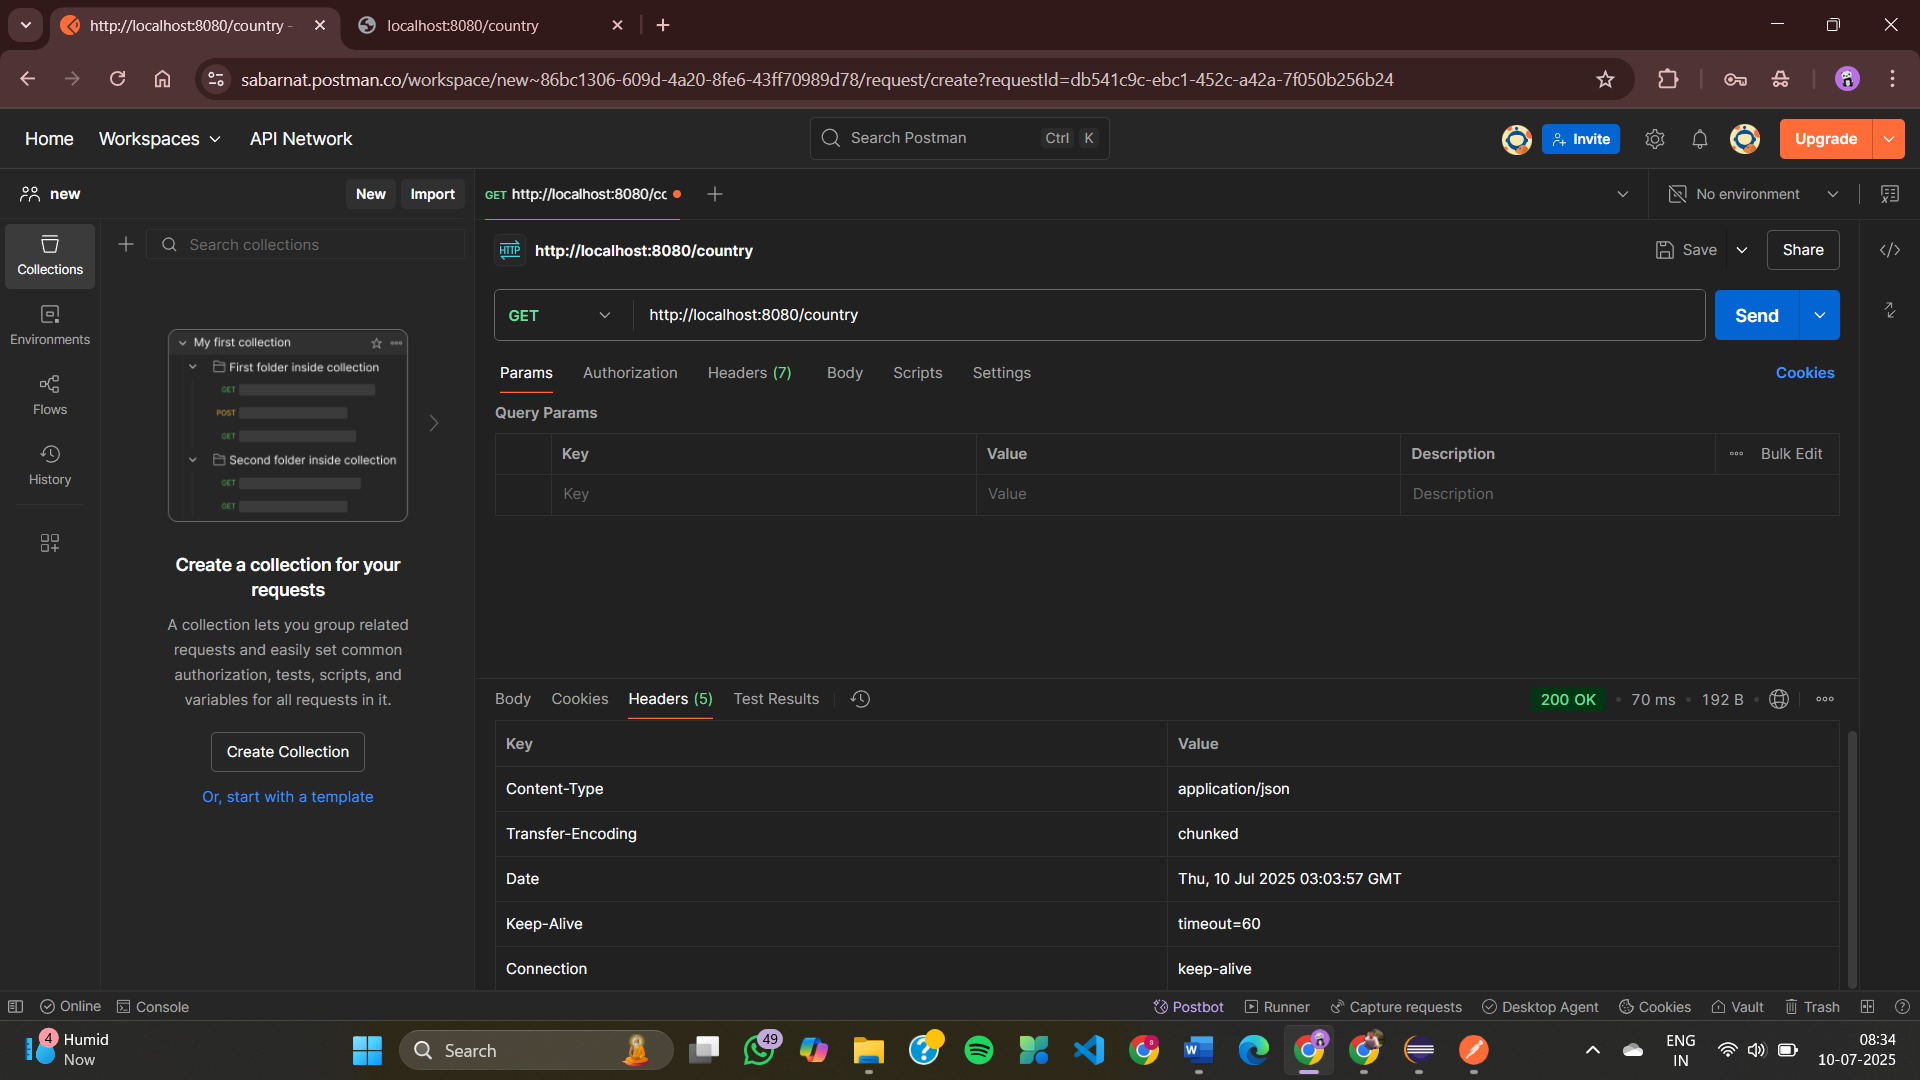 http://localhost:8080/country -
localhost:8080/country
sabarnat.postman.co/workspace/new~86bc1306-609d-4a20-8fe6-43ff70989d78/request/create?requestId=db541c9c-ebc1-452c-a42a-7f050b256b24
Home
Workspaces
API Network
Search Postman
Ctrl
K
Invite
Upgrade
new
New
Import
GET http://localhost:8080/cc
No environment
Collections
Search collections
HTTP
http://localhost:8080/country
Save
Share
Environments
GET
http://localhost:8080/country
Send
My first collection
First folder inside collection
GET
POST
GET
Second folder inside collection
GET
GET
Flows
History
Params
Authorization
Headers (7)
Body
Scripts
Settings
Cookies
Query Params
Key
Value
Description
Bulk Edit
Key
Value
Description
Create a collection for your
requests
A collection lets you group related
requests and easily set common
authorization, tests, scripts, and
variables for all requests in it.
Create Collection
Or, start with a template
Body
Cookies
Headers (5)
Test Results
200 OK
70 ms
192 B
Key
Value
Content-Type
application/json
Transfer-Encoding
chunked
Date
Thu, 10 Jul 2025 03:03:57 GMT
Keep-Alive
timeout=60
Connection
keep-alive
Online
Console
Postbot
Runner
Capture requests
Desktop Agent
Cookies
Vault
Trash
4
Humid
Now
Search
49
ENG
IN
08:34
10-07-2025